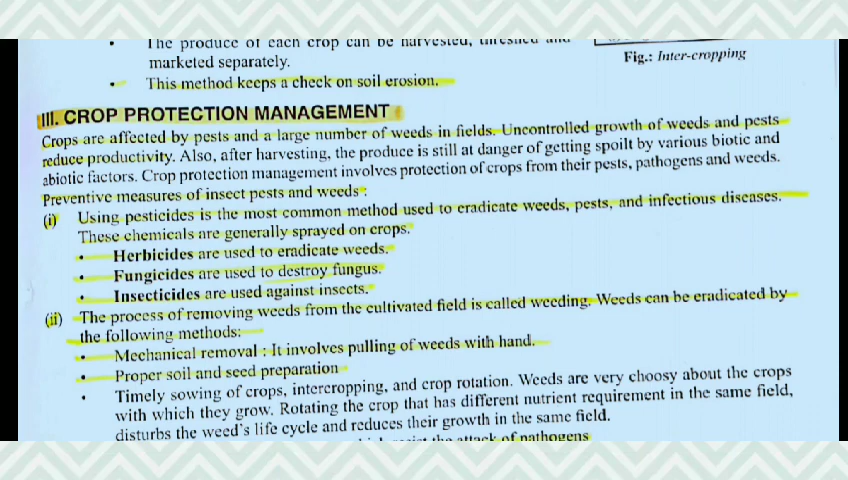 • The produce of each crop can be harvested, threshed and
marketed separately.
Fig.: Inter-cropping
• This method keeps a check on soil erosion.
III. CROP PROTECTION MANAGEMENT
Crops are affected by pests and a large number of weeds in fields. Uncontrolled growth of weeds and pests
reduce productivity. Also, after harvesting, the produce is still at danger of getting spoilt by various biotic and
abiotic factors. Crop protection management involves protection of crops from their pests, pathogens and weeds.
Preventive measures of insect pests and weeds :
(i) Using pesticides is the most common method used to eradicate weeds, pests, and infectious diseases.
These chemicals are generally sprayed on crops.
• Herbicides are used to eradicate weeds.
• Fungicides are used to destroy fungus.
• Insecticides are used against insects.
(ii) The process of removing weeds from the cultivated field is called weeding. Weeds can be eradicated by
the following methods:
• Mechanical removal : It involves pulling of weeds with hand.
• Proper soil and seed preparation
• Timely sowing of crops, intercropping, and crop rotation. Weeds are very choosy about the crops
with which they grow. Rotating the crop that has different nutrient requirement in the same field,
disturbs the weed's life cycle and reduces their growth in the same field.
resist the attack of pathogens